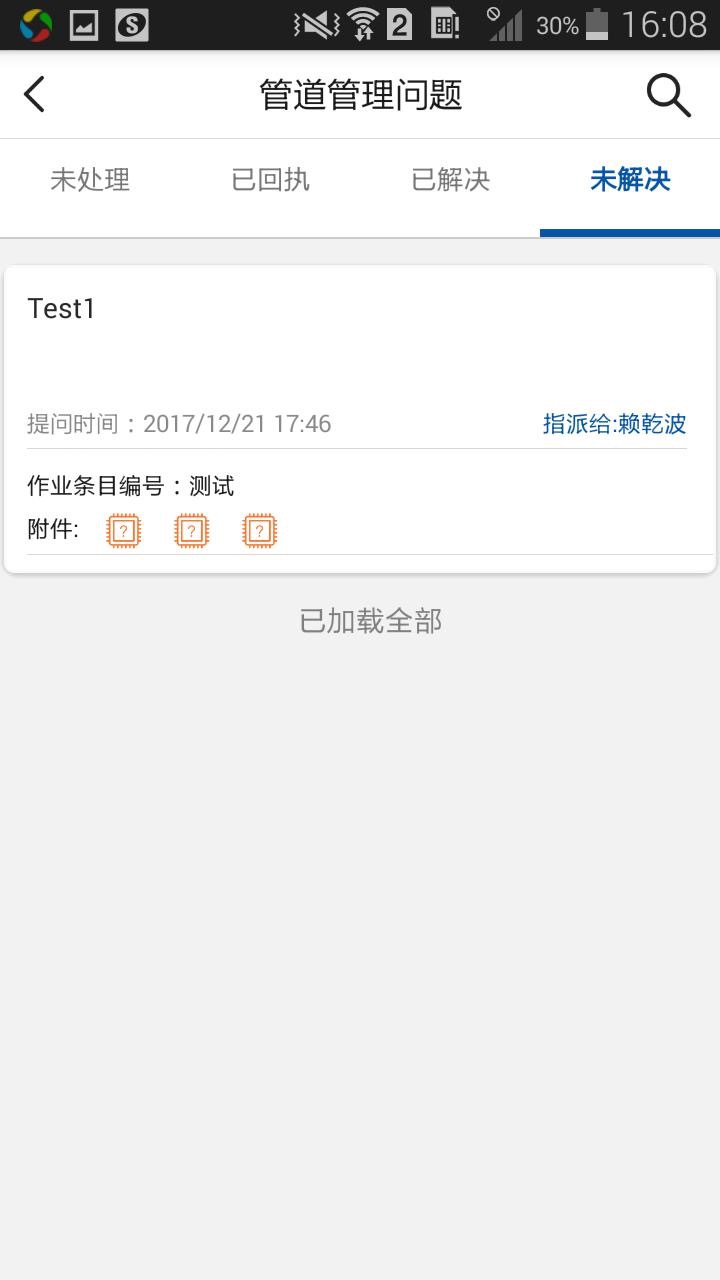 30% 16:08
管道管理问题
未处理 已回执 已解决 未解决
Test1
提问时间：2017/12/21 17:46 指派给:赖乾波
作业条目编号：测试
附件: ? ? ?
已加载全部